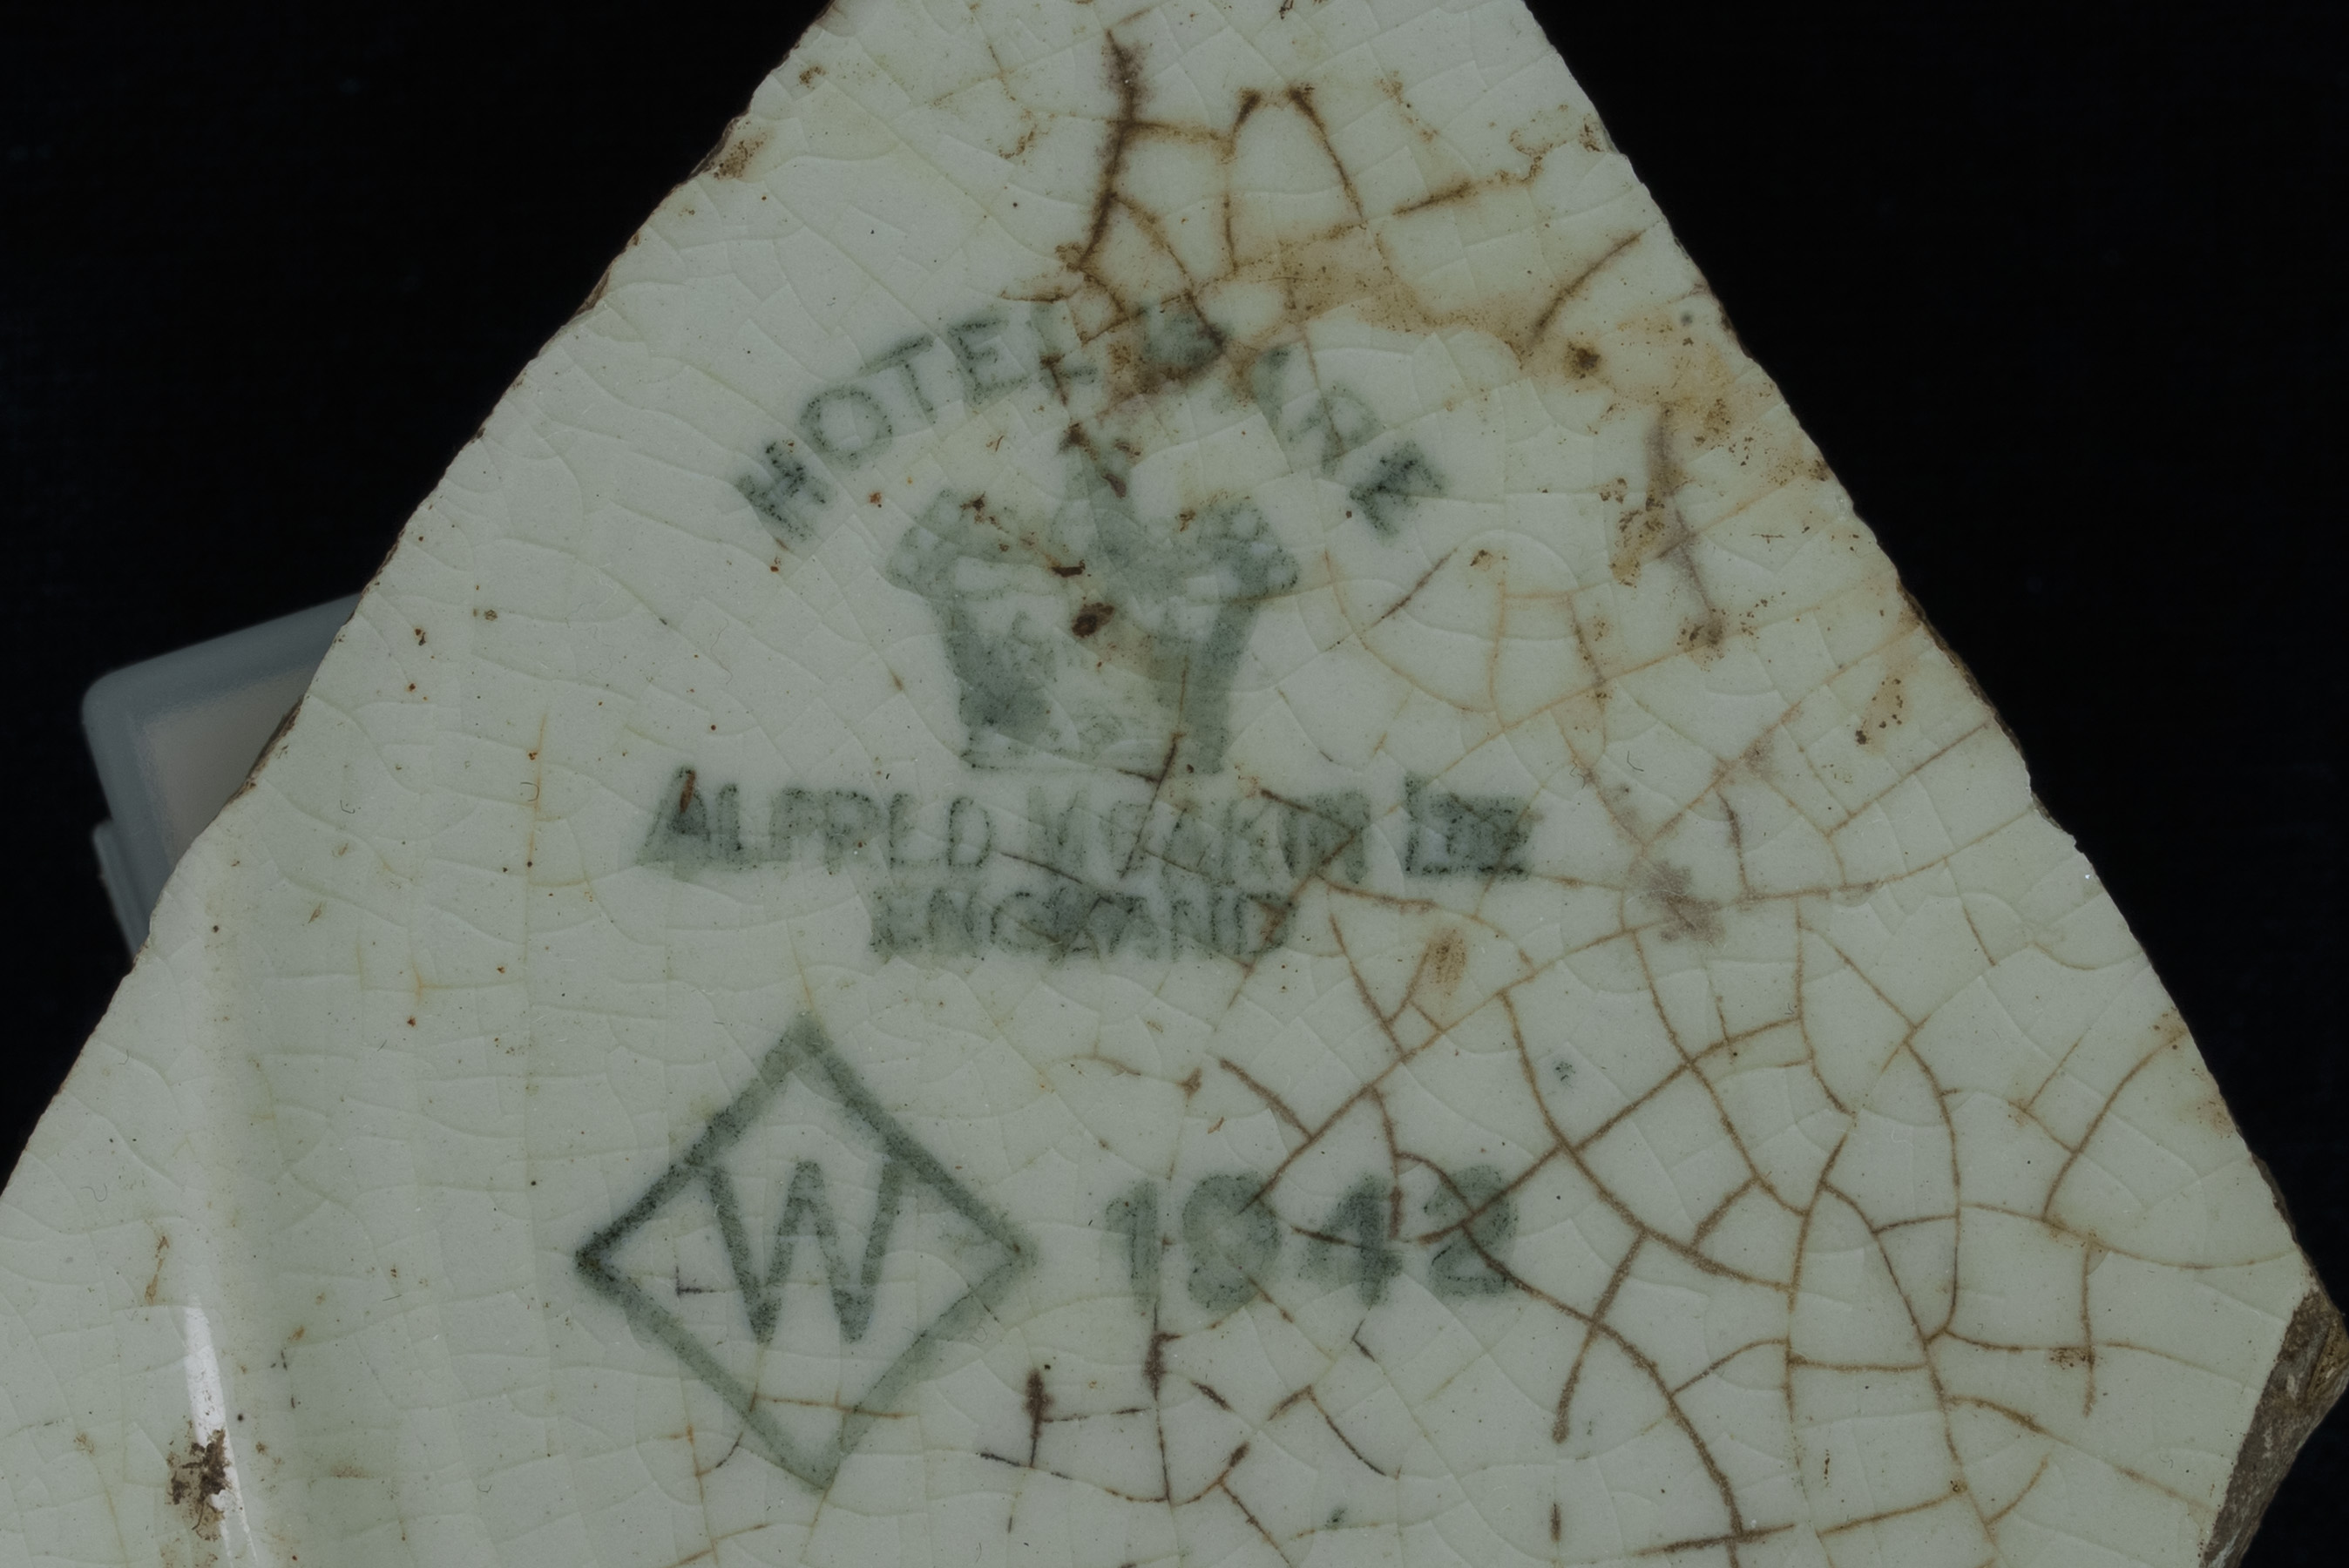 HOTEL WARE
ALFRED MEAKIN LTD
ENGLAND
W 1942